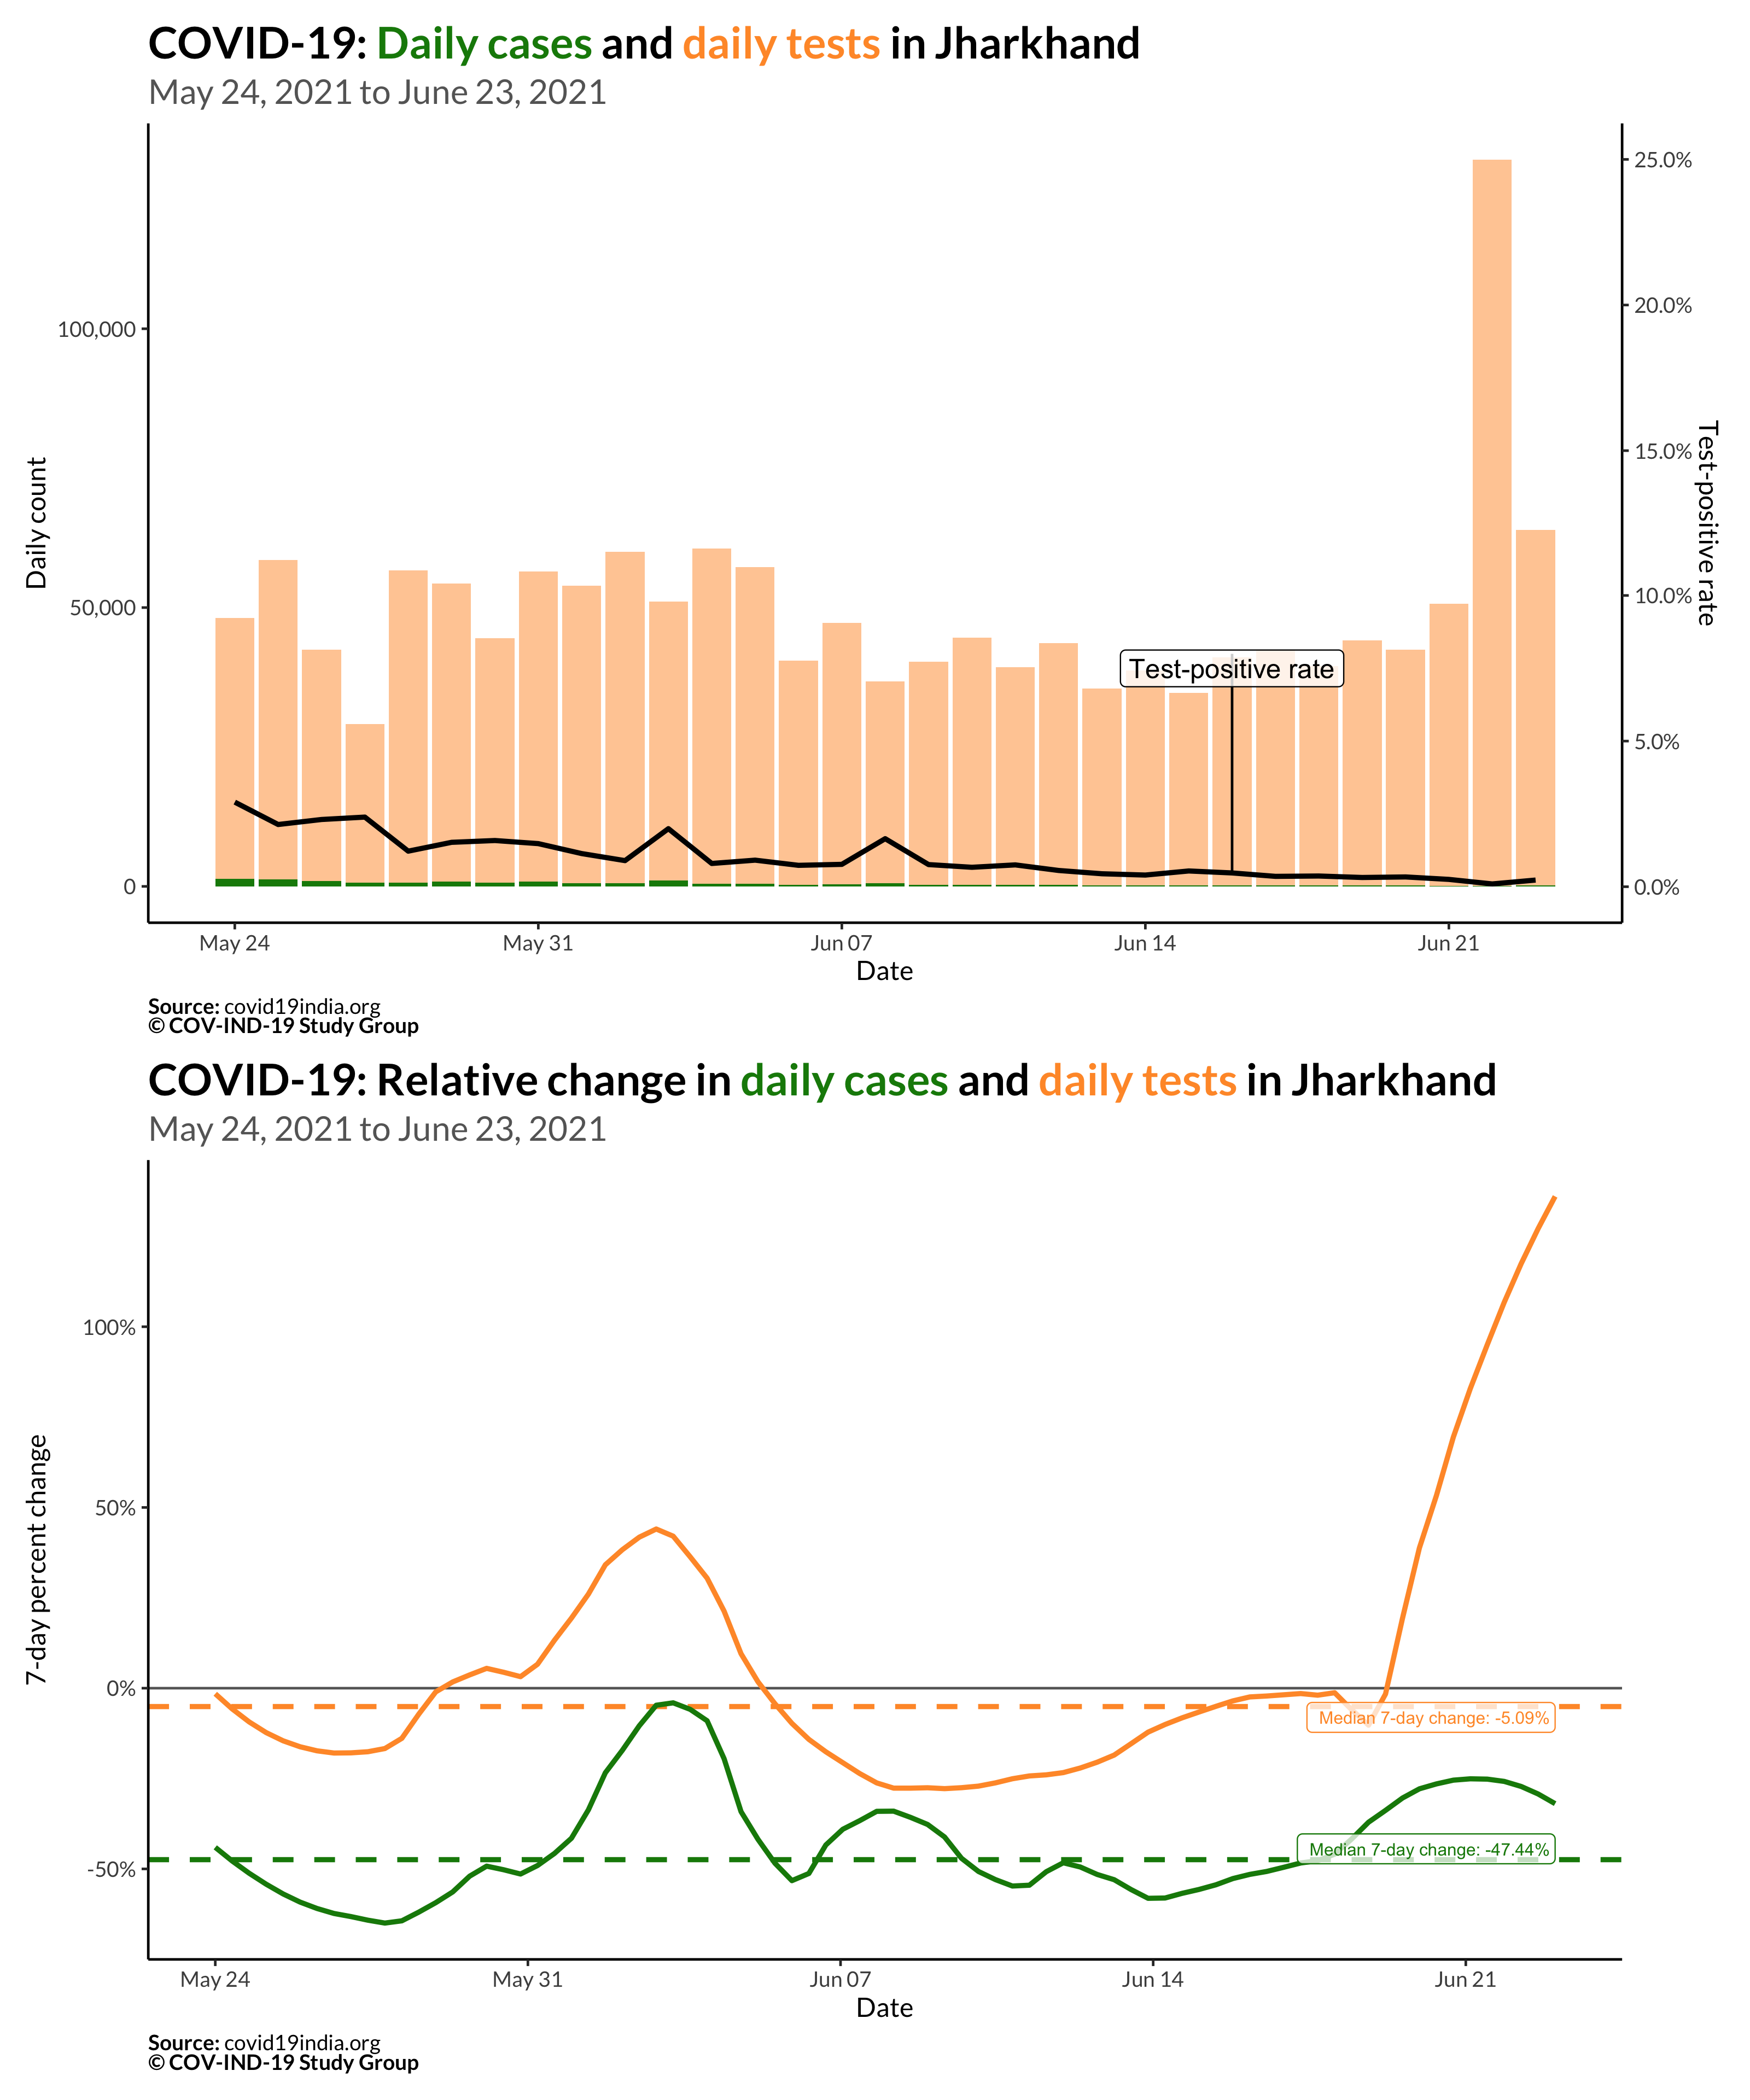 COVID-19: Daily cases and daily tests in Jharkhand
May 24, 2021 to June 23, 2021
Daily count
100,000
50,000
0
Test-positive rate
25.0%
20.0%
15.0%
10.0%
5.0%
0.0%
Test-positive rate
May 24
May 31
Jun 07
Jun 14
Jun 21
Date
Source: covid19india.org
© COV-IND-19 Study Group
COVID-19: Relative change in daily cases and daily tests in Jharkhand
May 24, 2021 to June 23, 2021
7-day percent change
100%
50%
0%
-50%
Median 7-day change: -5.09%
Median 7-day change: -47.44%
May 24
May 31
Jun 07
Jun 14
Jun 21
Date
Source: covid19india.org
© COV-IND-19 Study Group